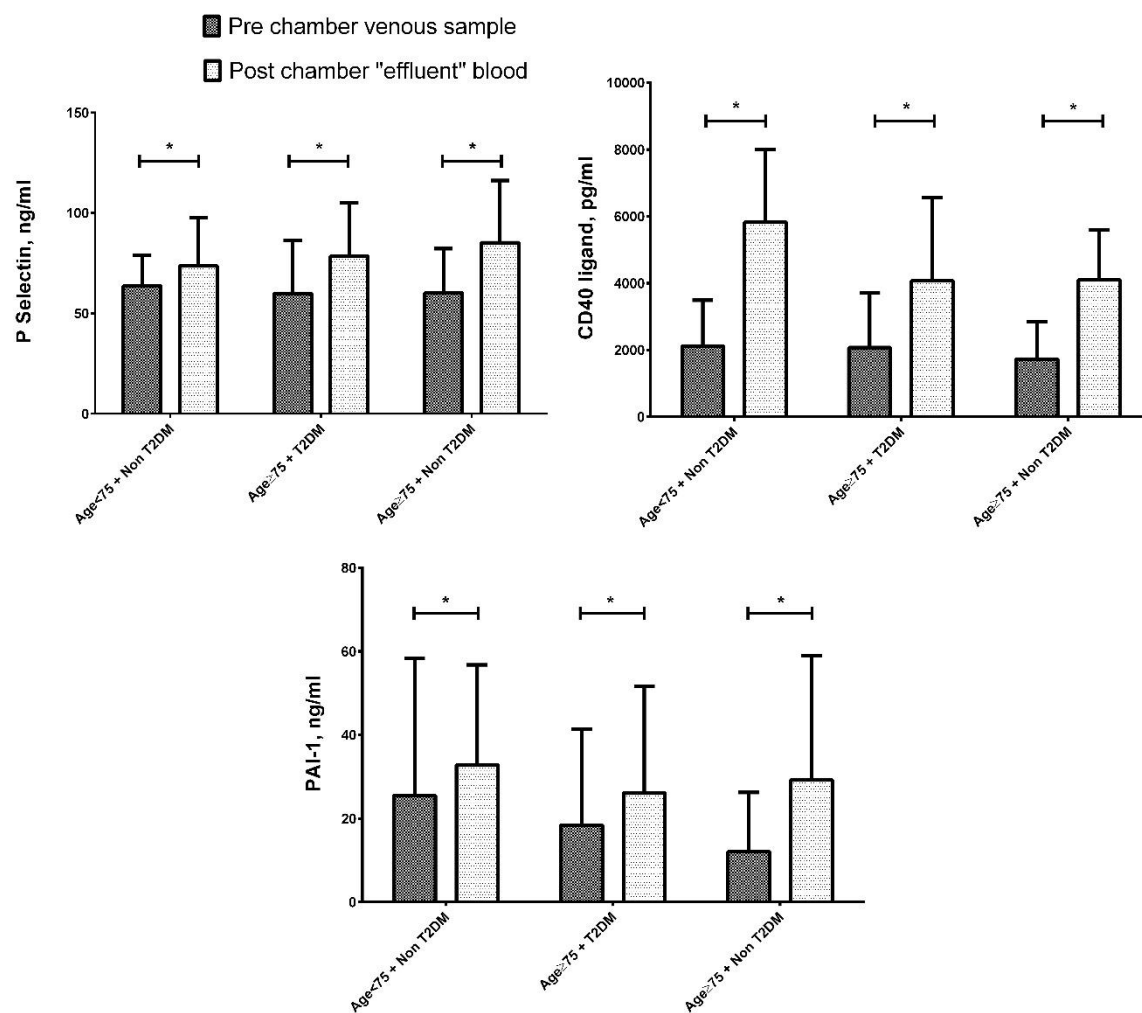 Pre chamber venous sample
Post chamber "effluent" blood
P Selectin, ng/ml
150
100
50
0
*
*
*
Age<75 + Non T2DM
Age≥75 + T2DM
Age≥75 + Non T2DM
CD40 ligand, pg/ml
10000
8000
6000
4000
2000
0
*
*
*
Age<75 + Non T2DM
Age≥75 + T2DM
Age≥75 + Non T2DM
PAI-1, ng/ml
80
60
40
20
0
*
*
*
Age<75 + Non T2DM
Age≥75 + T2DM
Age≥75 + Non T2DM